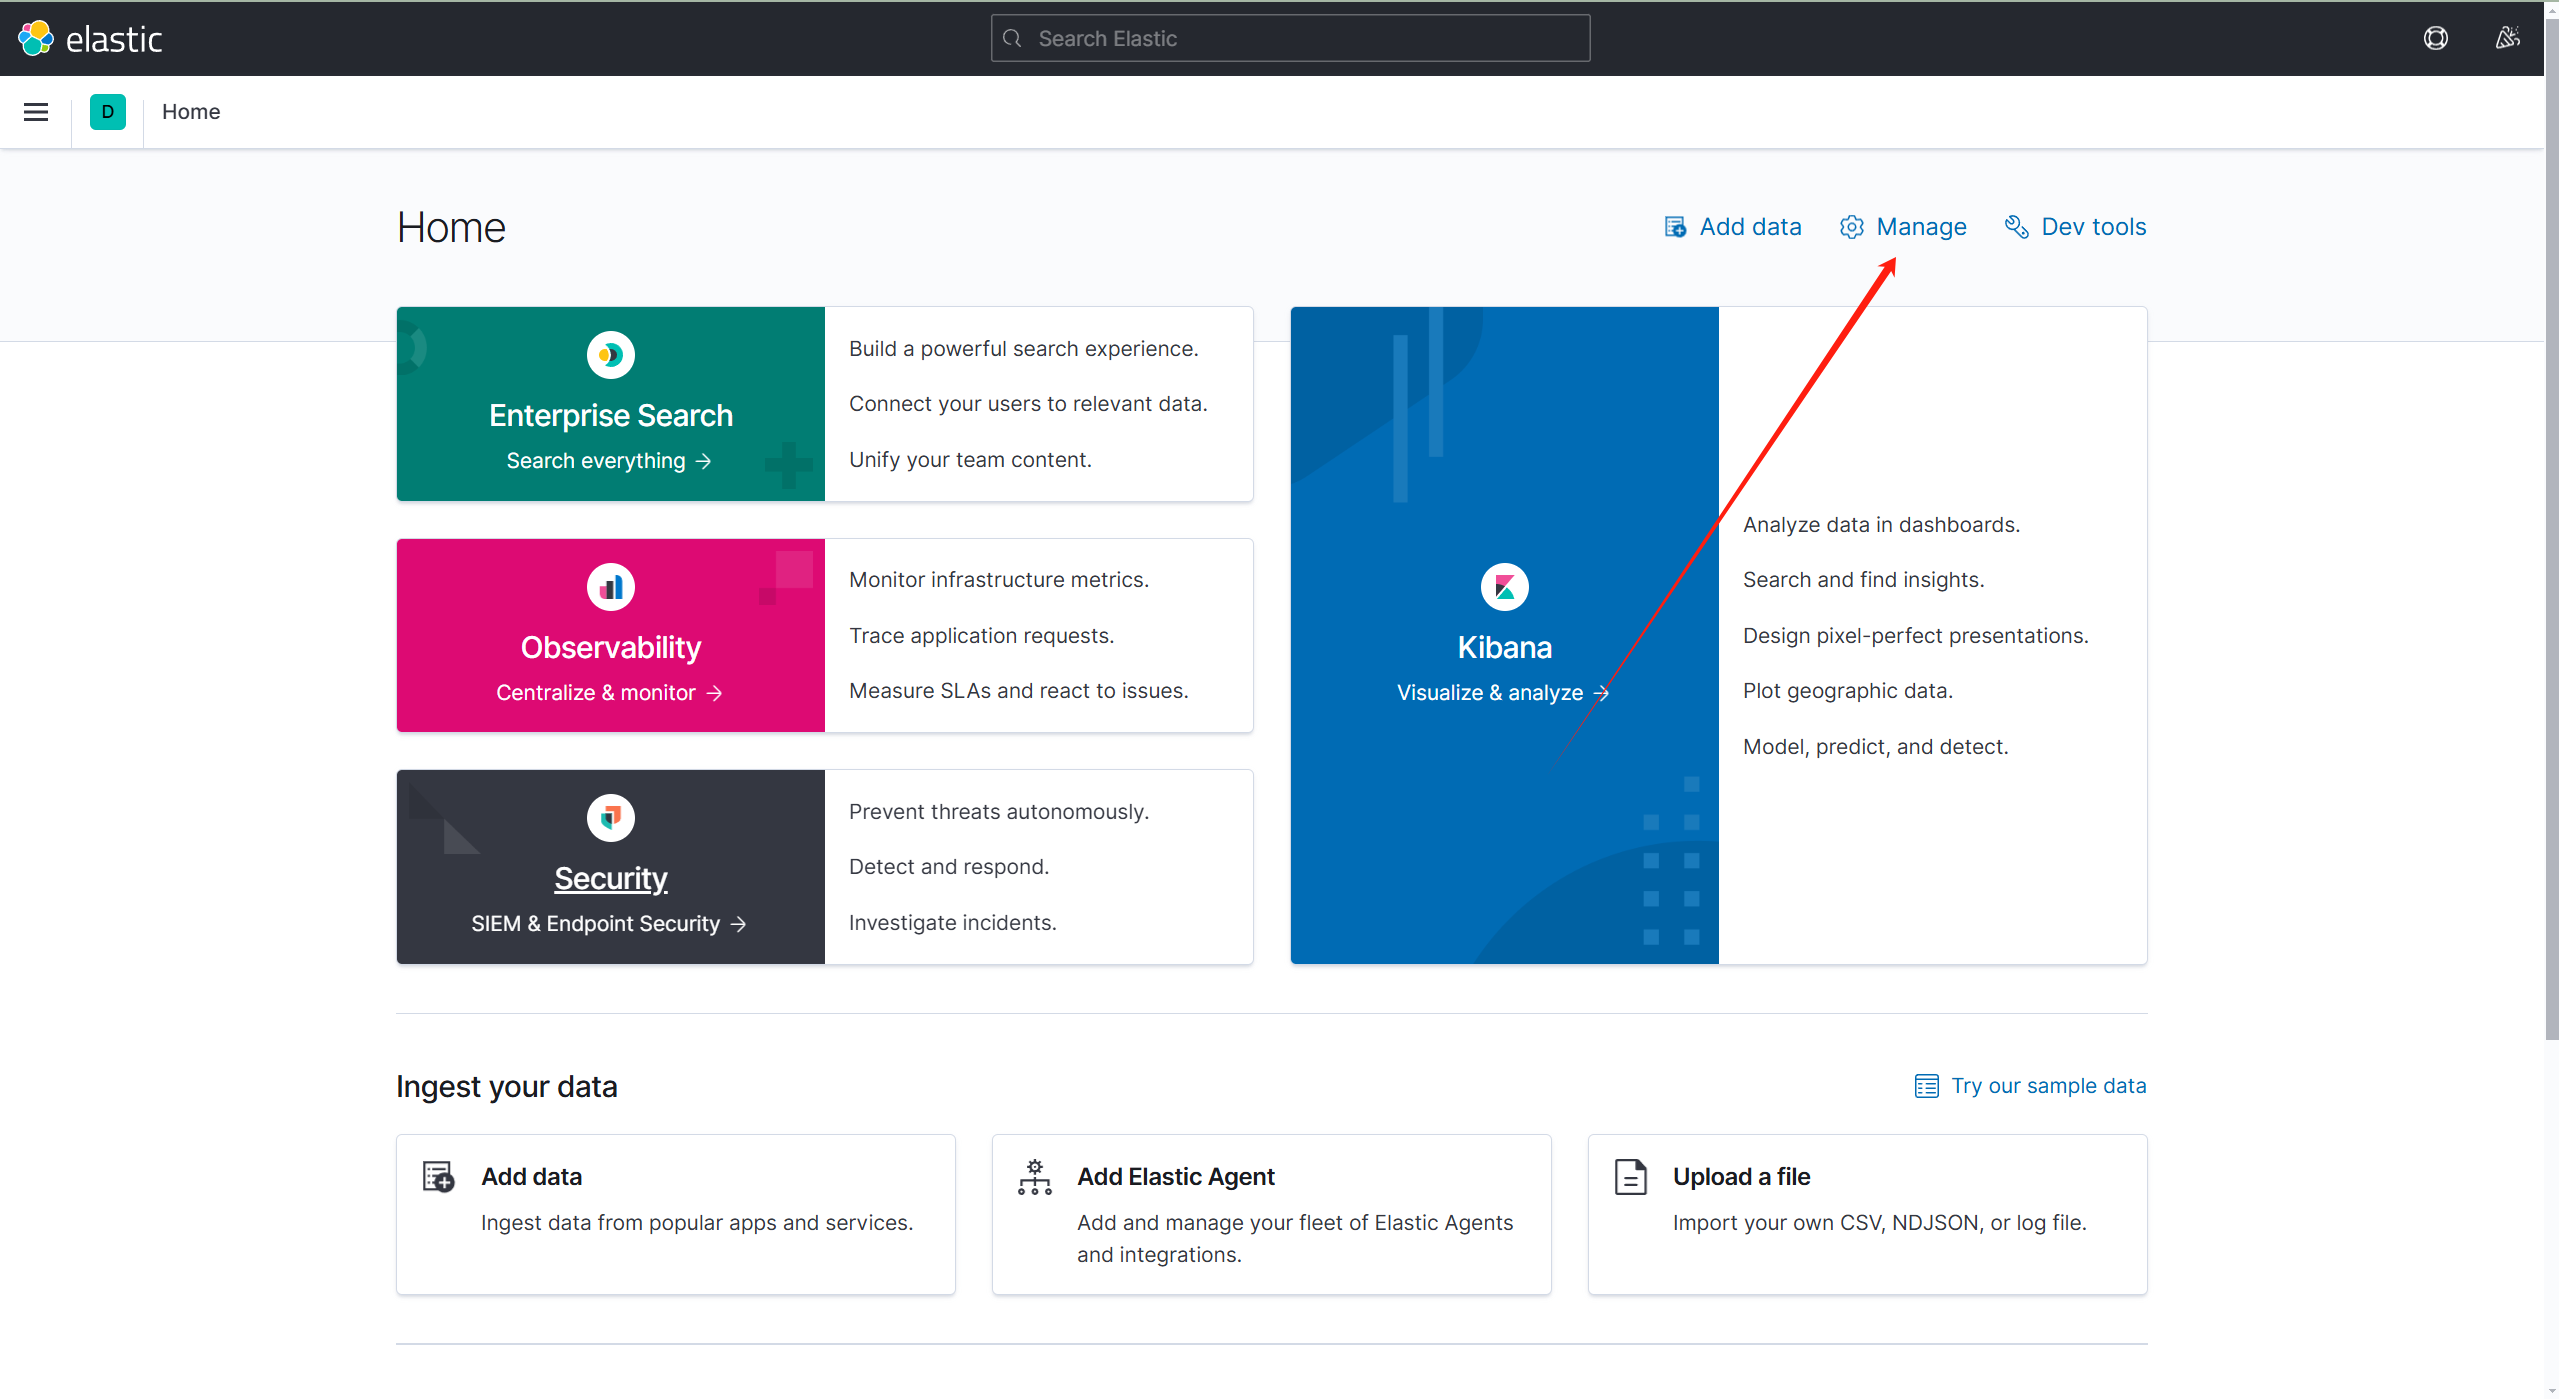 elastic
Search Elastic
D
Home
Home
Add data
Manage
Dev tools
Enterprise Search
Search everything →
Build a powerful search experience.
Connect your users to relevant data.
Unify your team content.
Observability
Centralize & monitor →
Monitor infrastructure metrics.
Trace application requests.
Measure SLAs and react to issues.
Security
SIEM & Endpoint Security →
Prevent threats autonomously.
Detect and respond.
Investigate incidents.
Kibana
Visualize & analyze →
Analyze data in dashboards.
Search and find insights.
Design pixel-perfect presentations.
Plot geographic data.
Model, predict, and detect.
Ingest your data
Try our sample data
Add data
Ingest data from popular apps and services.
Add Elastic Agent
Add and manage your fleet of Elastic Agents
and integrations.
Upload a file
Import your own CSV, NDJSON, or log file.